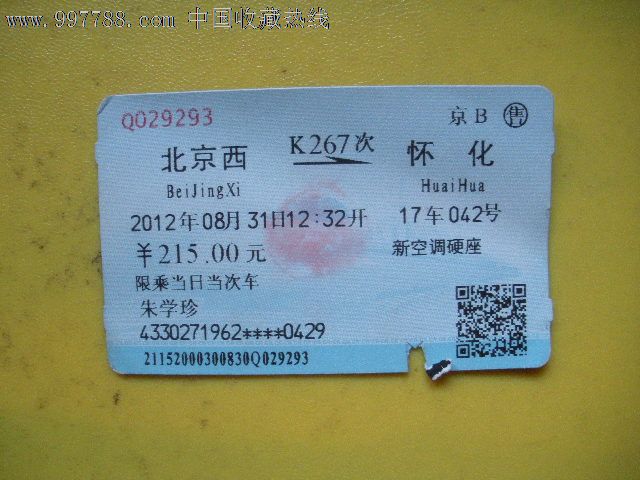 www.997788.com 中国收藏热线
Q029293 京B 售
北京西 K267次 怀化
BeiJingXi HuaiHua
2012年08月31日12:32开 17车042号
￥215.00元 新空调硬座
限乘当日当次车
朱学珍
4330271962****0429
21152000300830Q029293